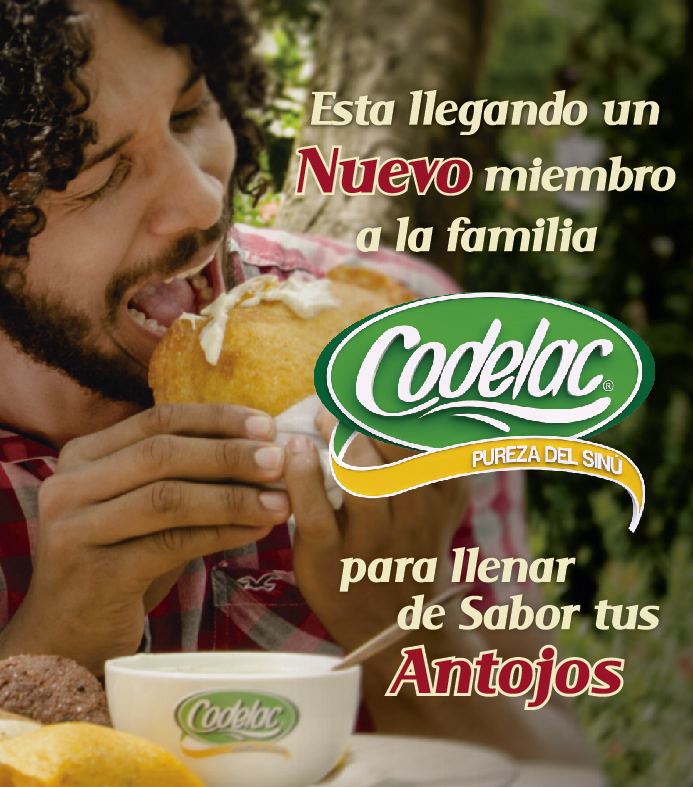 Esta llegando un
Nuevo miembro
a la familia
Codelac®
PUREZA DEL SINÚ
para llenar
de Sabor tus
Antojos
Codelac